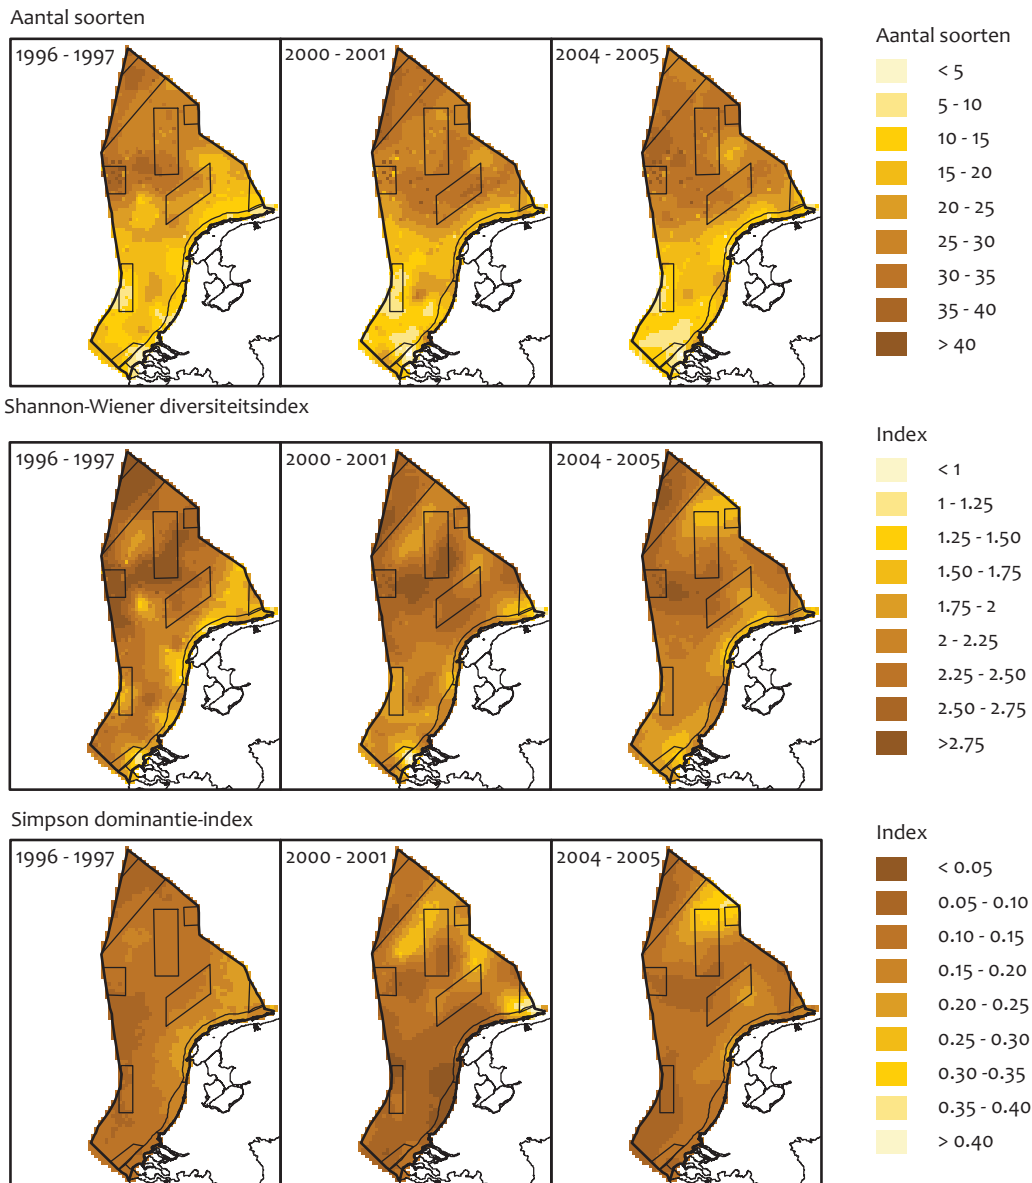 Aantal soorten
1996 - 1997
2000 - 2001
2004 - 2005
Aantal soorten
< 5
5 - 10
10 - 15
15 - 20
20 - 25
25 - 30
30 - 35
35 - 40
> 40
Shannon-Wiener diversiteitsindex
1996 - 1997
2000 - 2001
2004 - 2005
Index
< 1
1 - 1.25
1.25 - 1.50
1.50 - 1.75
1.75 - 2
2 - 2.25
2.25 - 2.50
2.50 - 2.75
>2.75
Simpson dominantie-index
1996 - 1997
2000 - 2001
2004 - 2005
Index
< 0.05
0.05 - 0.10
0.10 - 0.15
0.15 - 0.20
0.20 - 0.25
0.25 - 0.30
0.30 -0.35
0.35 - 0.40
> 0.40